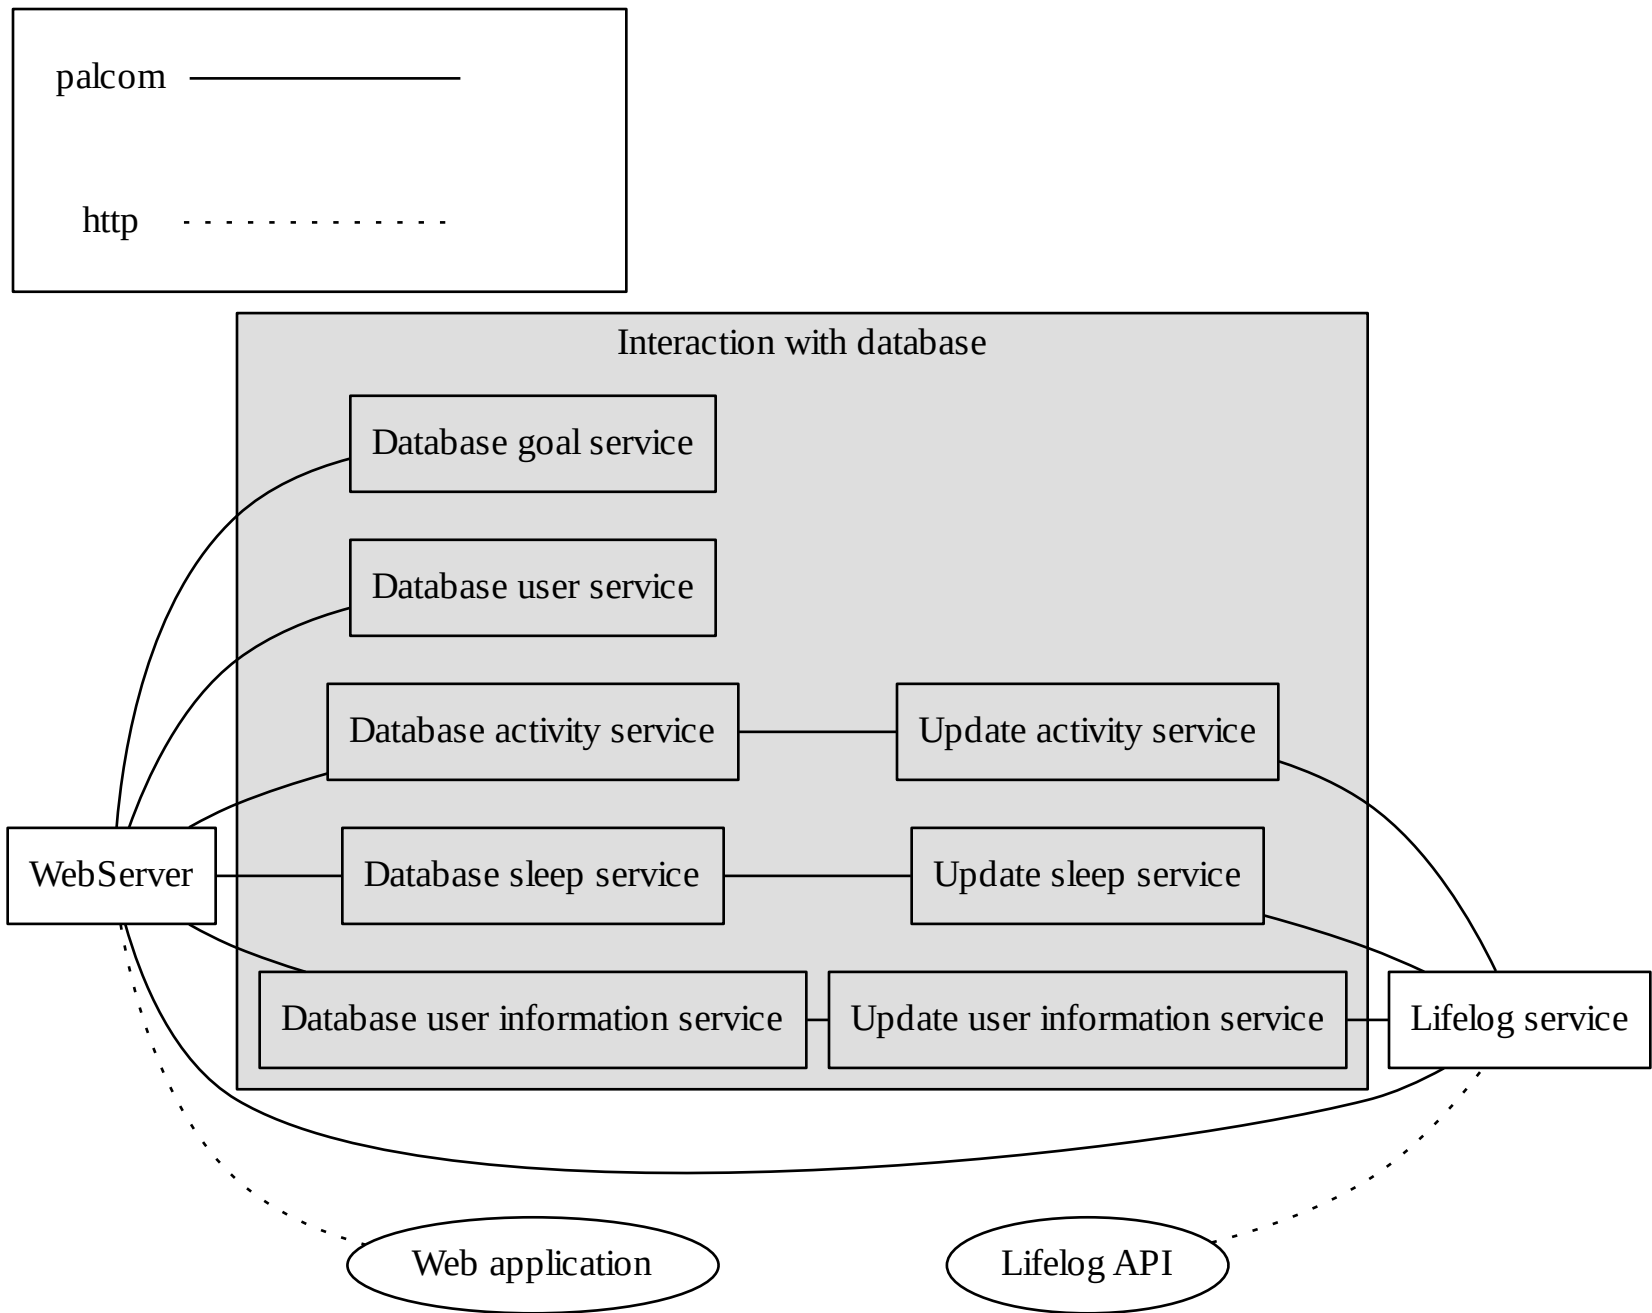 palcom
http
Interaction with database
Database goal service
Database user service
Database activity service
Update activity service
WebServer
Database sleep service
Update sleep service
Database user information service
Update user information service
Lifelog service
Web application
Lifelog API